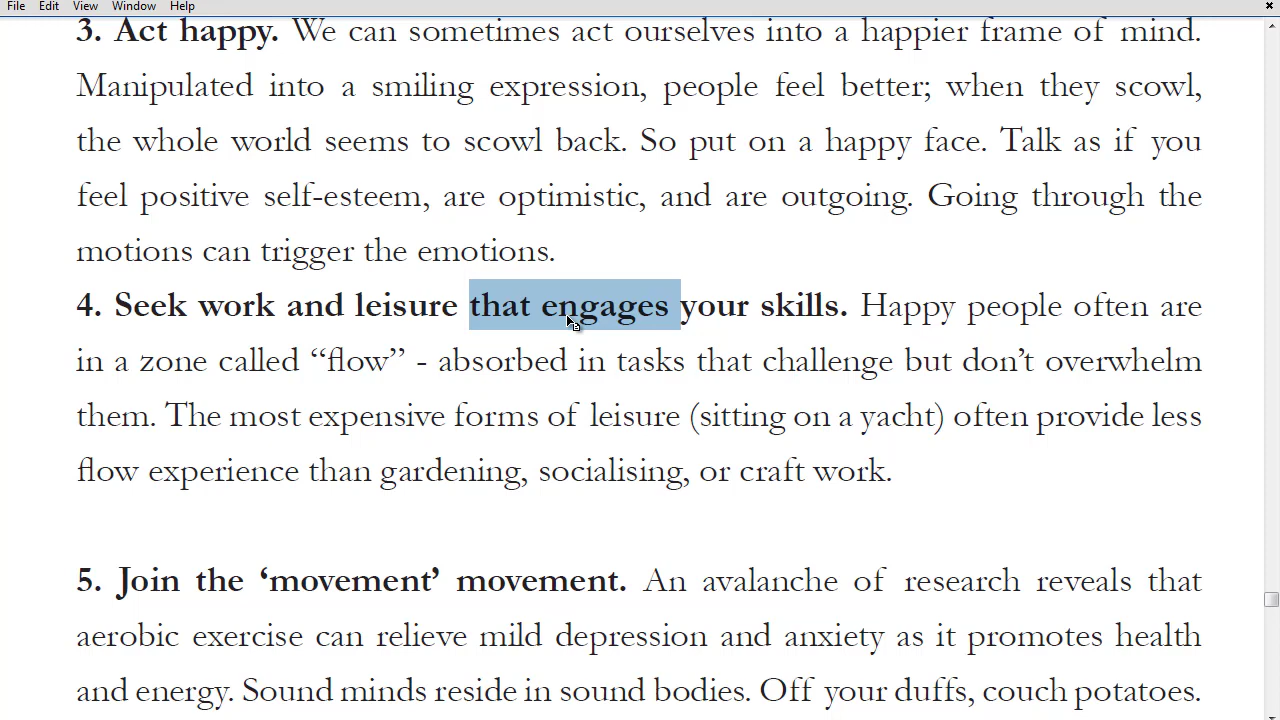 File Edit View Window Help
3. Act happy. We can sometimes act ourselves into a happier frame of mind.
Manipulated into a smiling expression, people feel better; when they scowl,
the whole world seems to scowl back. So put on a happy face. Talk as if you
feel positive self-esteem, are optimistic, and are outgoing. Going through the
motions can trigger the emotions.
4. Seek work and leisure that engages your skills. Happy people often are
in a zone called “flow” - absorbed in tasks that challenge but don’t overwhelm
them. The most expensive forms of leisure (sitting on a yacht) often provide less
flow experience than gardening, socialising, or craft work.
5. Join the ‘movement’ movement. An avalanche of research reveals that
aerobic exercise can relieve mild depression and anxiety as it promotes health
and energy. Sound minds reside in sound bodies. Off your duffs, couch potatoes.